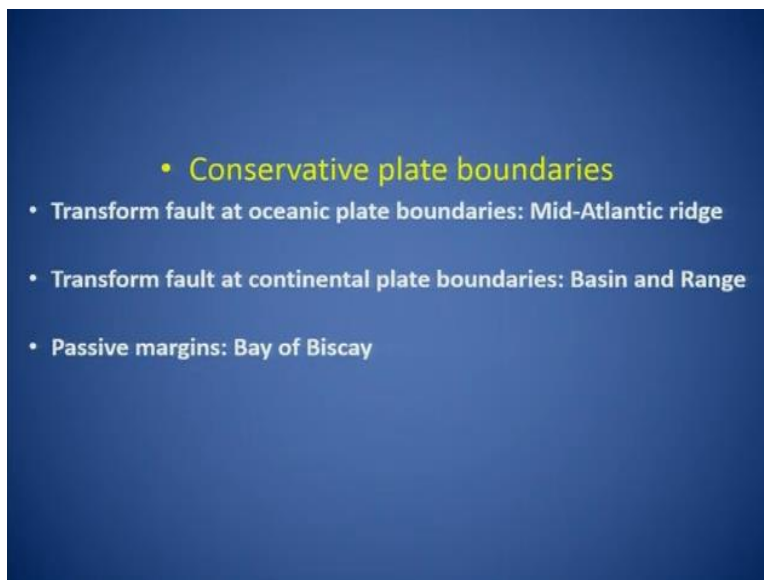 • Conservative plate boundaries
• Transform fault at oceanic plate boundaries: Mid-Atlantic ridge
• Transform fault at continental plate boundaries: Basin and Range
• Passive margins: Bay of Biscay